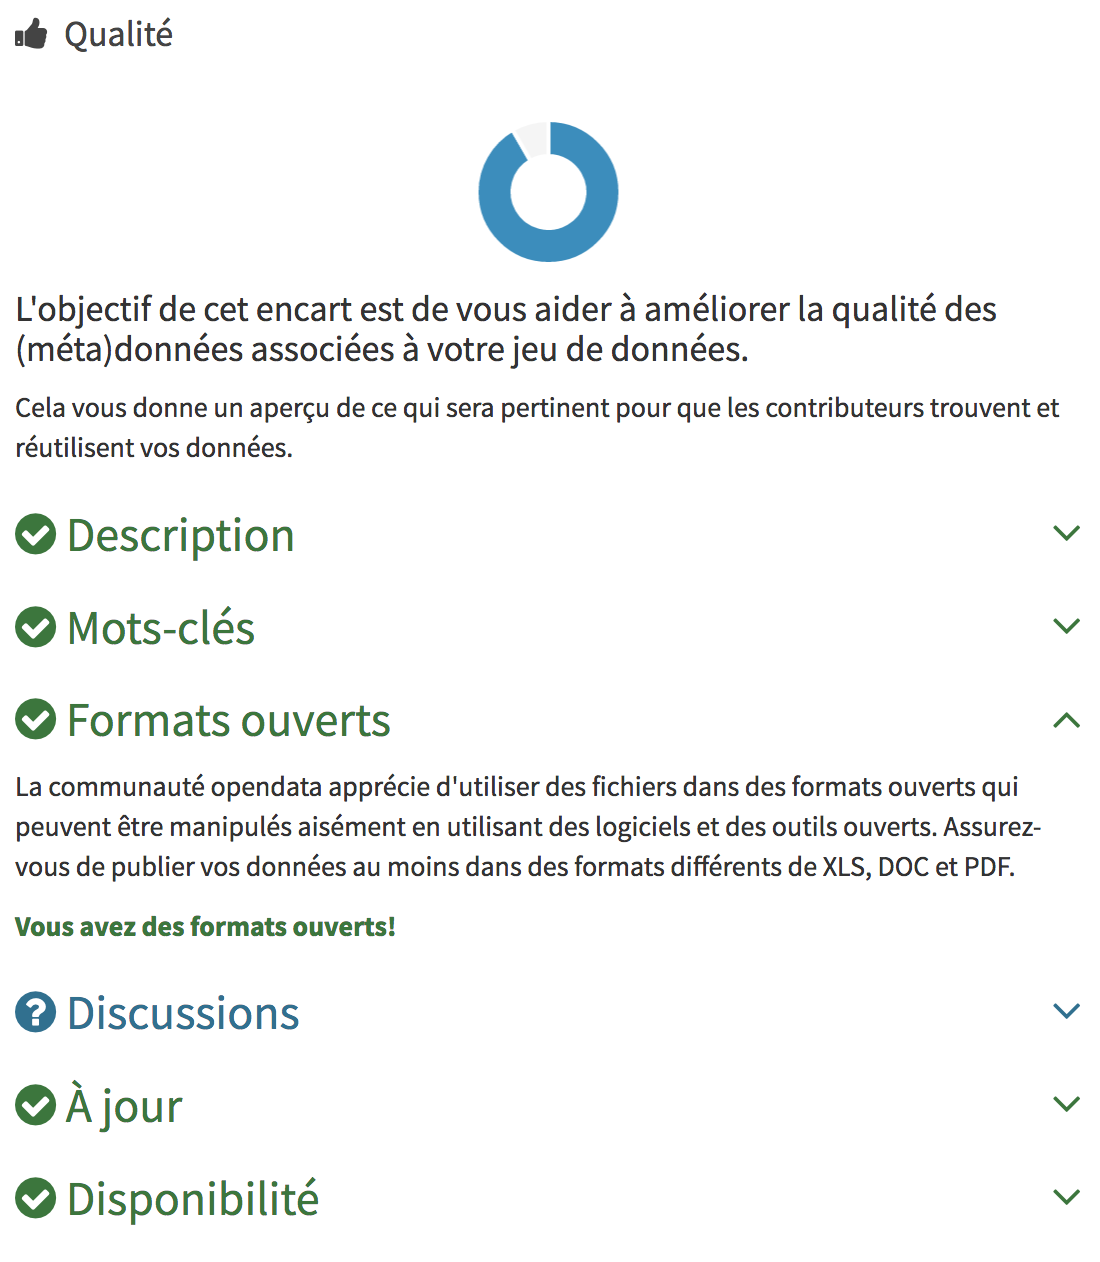 Qualité
L'objectif de cet encart est de vous aider à améliorer la qualité des
(méta)données associées à votre jeu de données.
Cela vous donne un aperçu de ce qui sera pertinent pour que les contributeurs trouvent et
réutilisent vos données.
Description
Mots-clés
Formats ouverts
La communauté opendata apprécie d'utiliser des fichiers dans des formats ouverts qui
peuvent être manipulés aisément en utilisant des logiciels et des outils ouverts. Assurez-
vous de publier vos données au moins dans des formats différents de XLS, DOC et PDF.
Vous avez des formats ouverts!
Discussions
À jour
Disponibilité